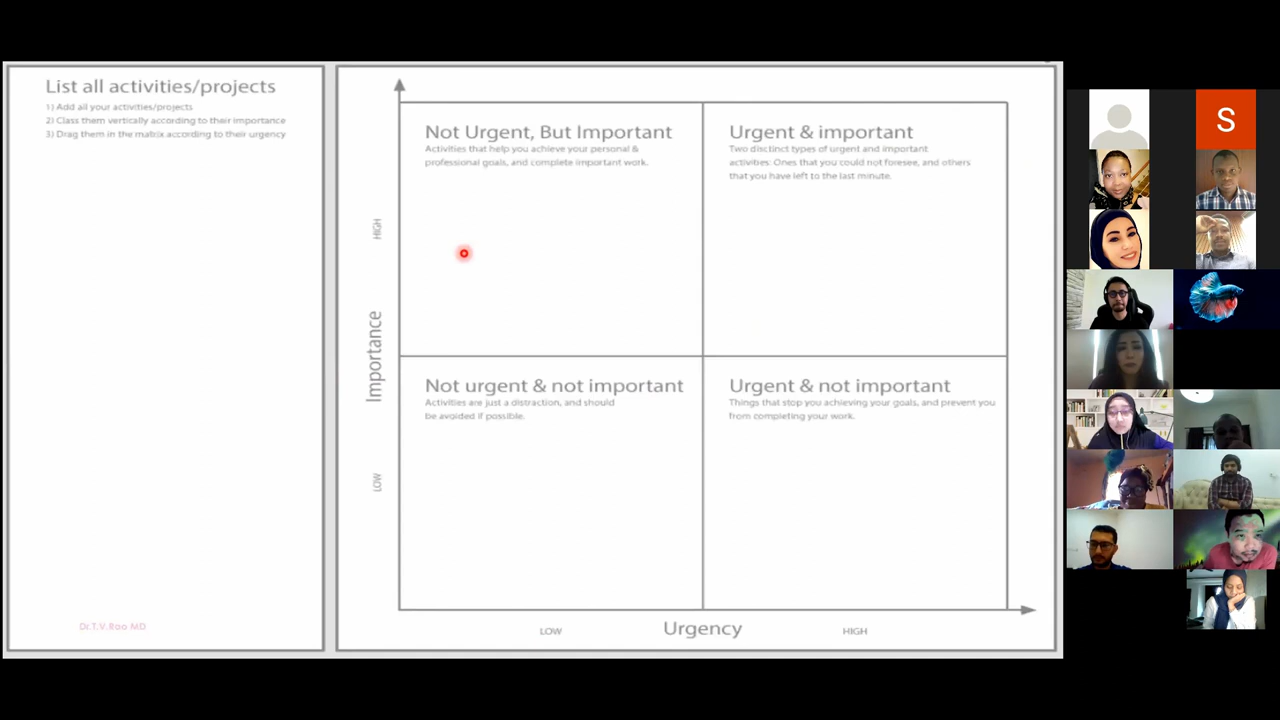 List all activities/projects
1) Add all your activities/projects
2) Class them vertically according to their importance
3) Drag them in the matrix according to their urgency
Dr.T.V.Rao MD
Not Urgent, But Important
Activities that help you achieve your personal &
professional goals, and complete important work.
Urgent & important
Two disctinct types of urgent and important
activities: Ones that you could not foresee, and others
that you have left to the last minute.
HIGH
Importance
LOW
Not urgent & not important
Activities are just a distraction, and should
be avoided if possible.
Urgent & not important
Things that stop you achieving your goals, and prevent you
from completing your work.
LOW
Urgency
HIGH
S